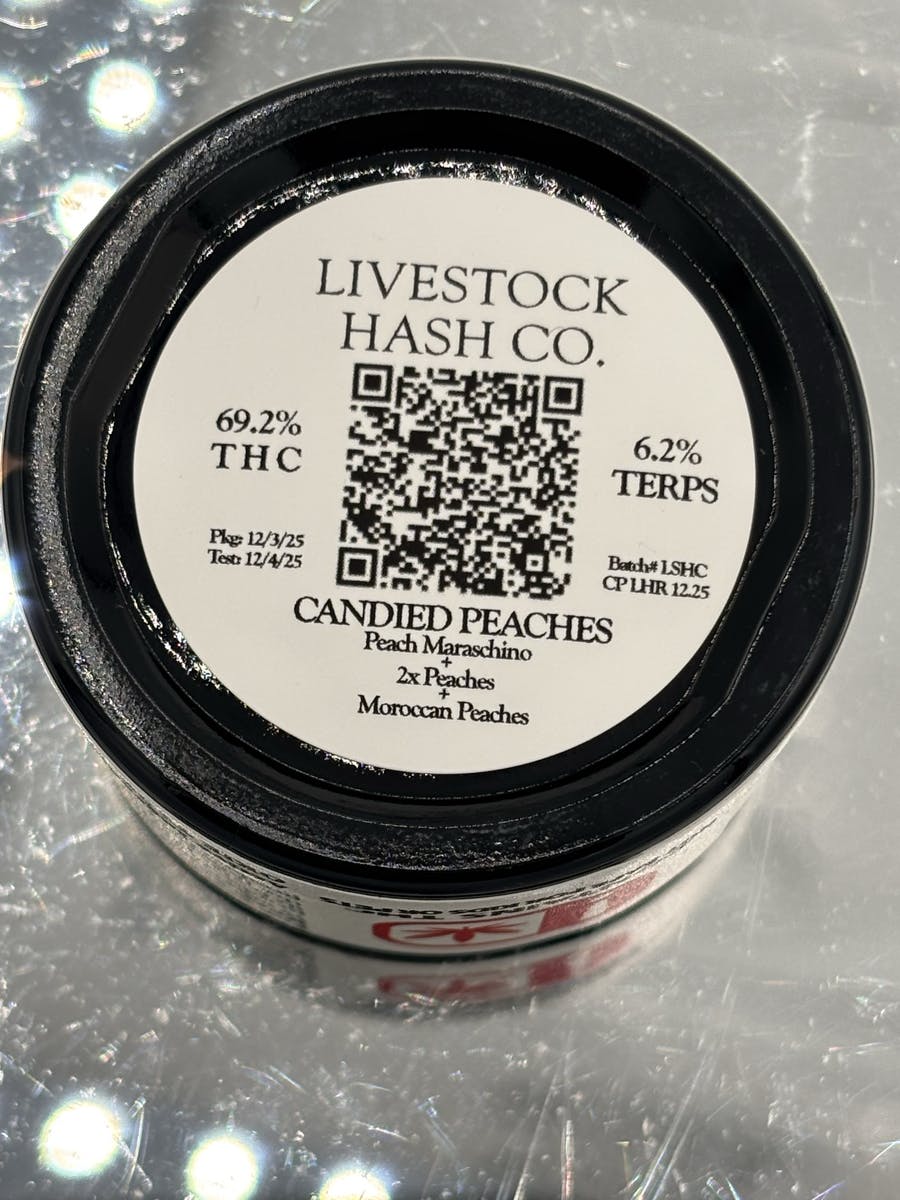 LIVESTOCK
HASH CO.
69.2%
THC
6.2%
TERPS
Pkg: 12/3/25
Test: 12/4/25
Batch# LSHC
CP LHR 12.25
CANDIED PEACHES
Peach Maraschino
+
2x Peaches
+
Moroccan Peaches